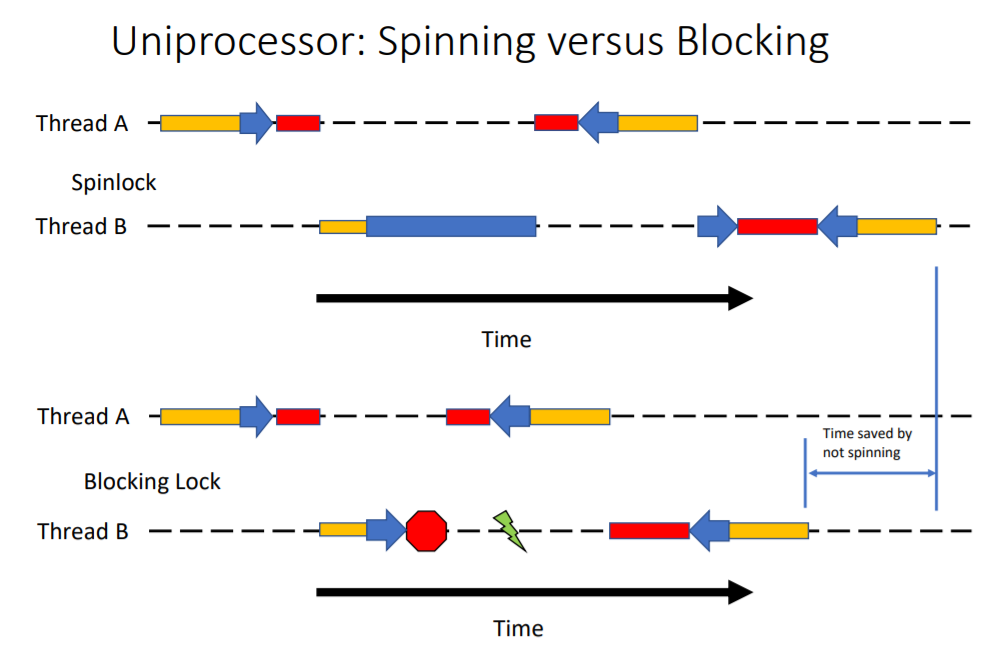 Uniprocessor: Spinning versus Blocking
Thread A
Spinlock
Thread B
Time
Thread A
Time saved by
not spinning
Blocking Lock
Thread B
Time